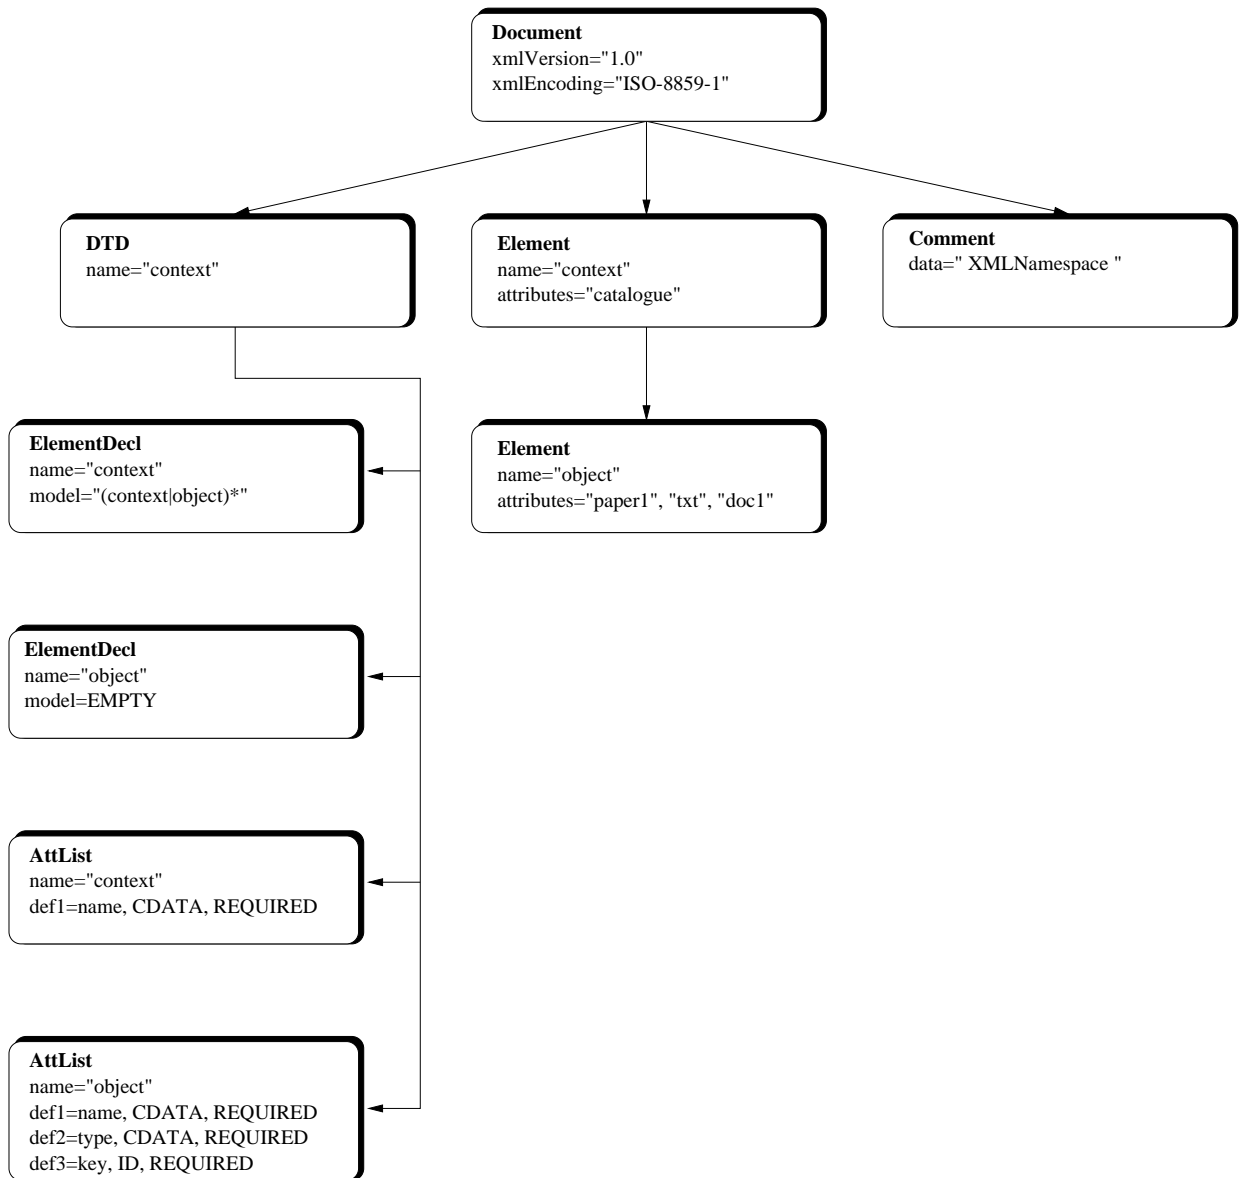 Document
xmlVersion="1.0"
xmlEncoding="ISO-8859-1"
DTD
name="context"
Element
name="context"
attributes="catalogue"
Comment
data=" XMLNamespace "
ElementDecl
name="context"
model="(context|object)*"
Element
name="object"
attributes="paper1", "txt", "doc1"
ElementDecl
name="object"
model=EMPTY
AttList
name="context"
def1=name, CDATA, REQUIRED
AttList
name="object"
def1=name, CDATA, REQUIRED
def2=type, CDATA, REQUIRED
def3=key, ID, REQUIRED